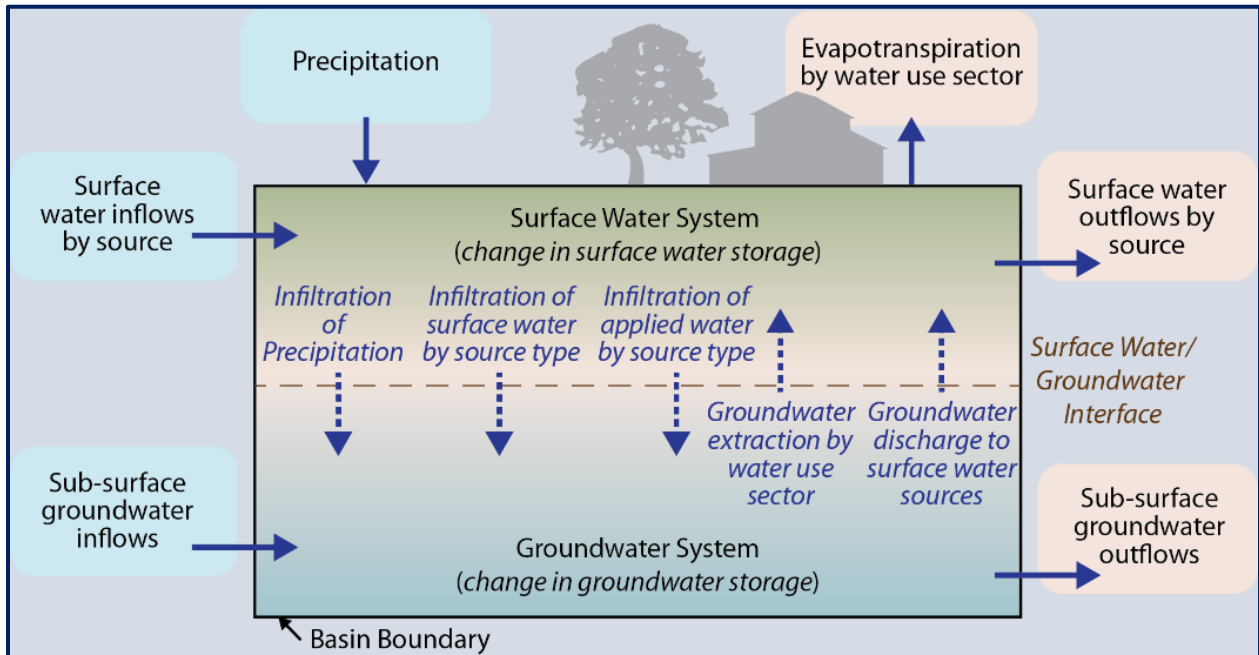 Precipitation
Evapotranspiration
by water use sector
Surface
water inflows
by source
Surface Water System
(change in surface water storage)
Surface water
outflows by
source
Infiltration
of
Precipitation
Infiltration of
surface water
by source type
Infiltration of
applied water
by source type
Surface Water/
Groundwater
Interface
Groundwater
extraction by
water use
sector
Groundwater
discharge to
surface water
sources
Sub-surface
groundwater
inflows
Groundwater System
(change in groundwater storage)
Sub-surface
groundwater
outflows
Basin Boundary